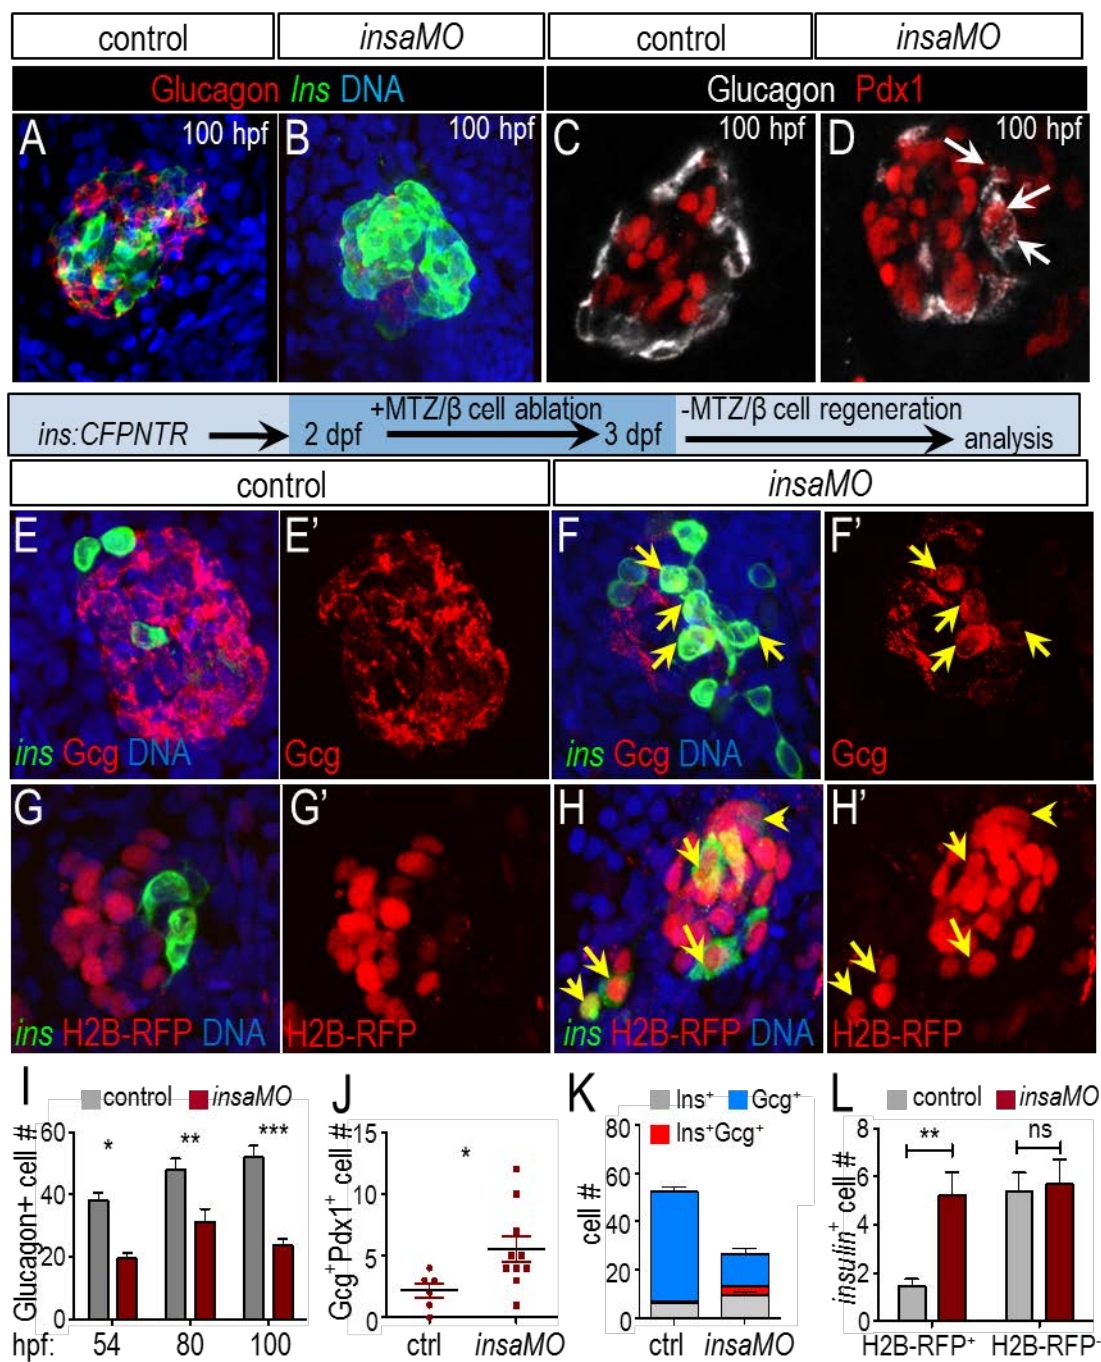 control insaMO control insaMO
Glucagon Ins DNA Glucagon Pdx1
A 100 hpf B 100 hpf C 100 hpf D 100 hpf
+MTZ/β cell ablation -MTZ/β cell regeneration
ins:CFPNTR 2 dpf 3 dpf analysis
control insaMO
E E' F F'
ins Gcg DNA Gcg ins Gcg DNA Gcg
G G' H H'
ins H2B-RFP DNA H2B-RFP ins H2B-RFP DNA H2B-RFP
I control insaMO
Glucagon+ cell #
60
40
20
0
* ** ***
hpf: 54 80 100
J
Gcg+Pdx1+ cell #
15
10
5
0
*
ctrl insaMO
K Ins+ Gcg+
Ins+Gcg+
cell #
80
60
40
20
0
ctrl insaMO
L control insaMO
insulin+ cell #
8
6
4
2
0
** ns
H2B-RFP+ H2B-RFP-